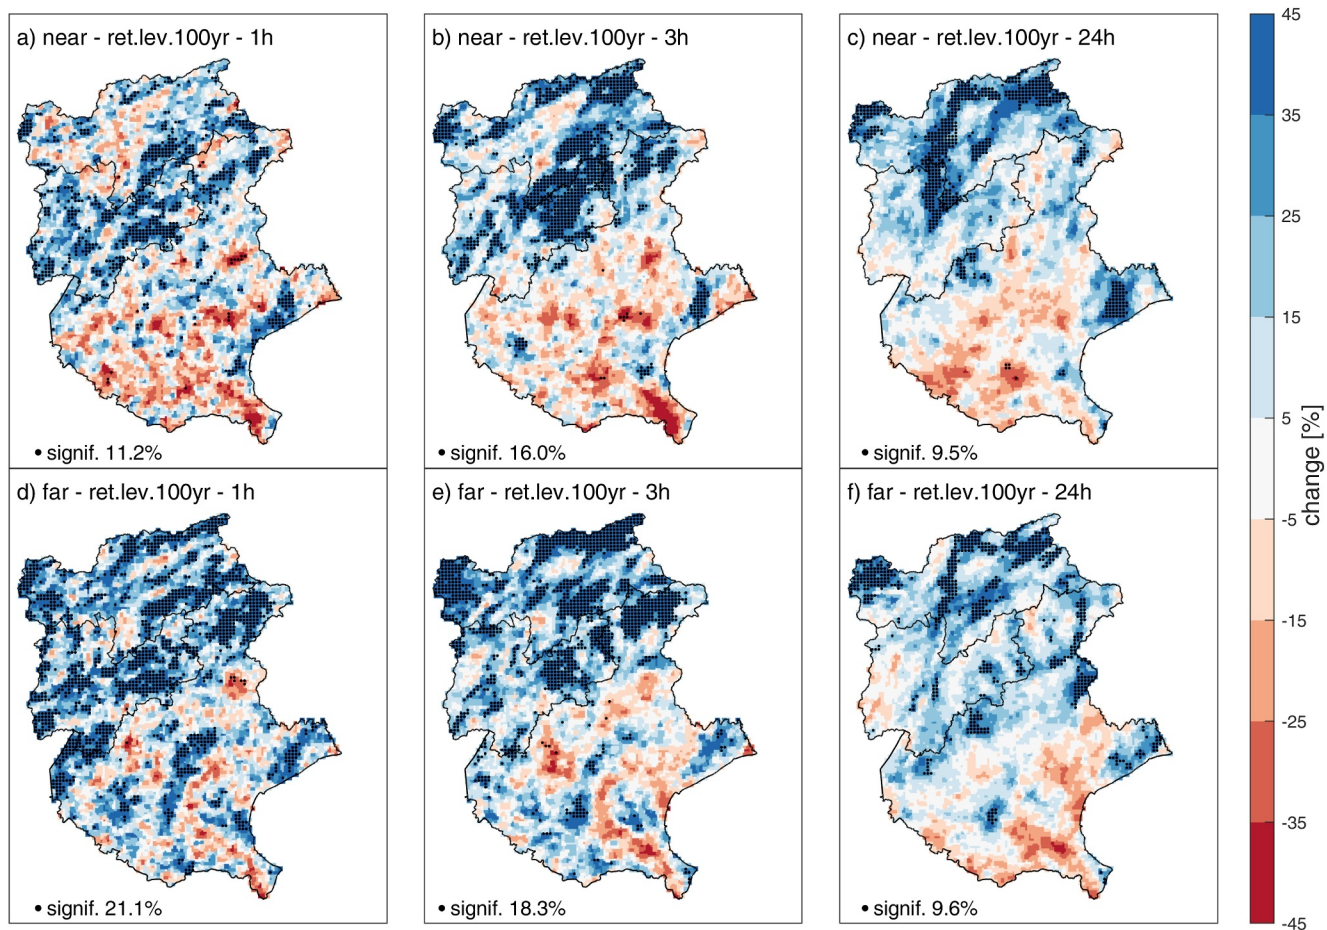 a) near - ret.lev.100yr - 1h
b) near - ret.lev.100yr - 3h
c) near - ret.lev.100yr - 24h
• signif. 11.2%
• signif. 16.0%
• signif. 9.5%
d) far - ret.lev.100yr - 1h
e) far - ret.lev.100yr - 3h
f) far - ret.lev.100yr - 24h
• signif. 21.1%
• signif. 18.3%
• signif. 9.6%
45
35
25
15
5
-5
-15
-25
-35
-45
change [%]